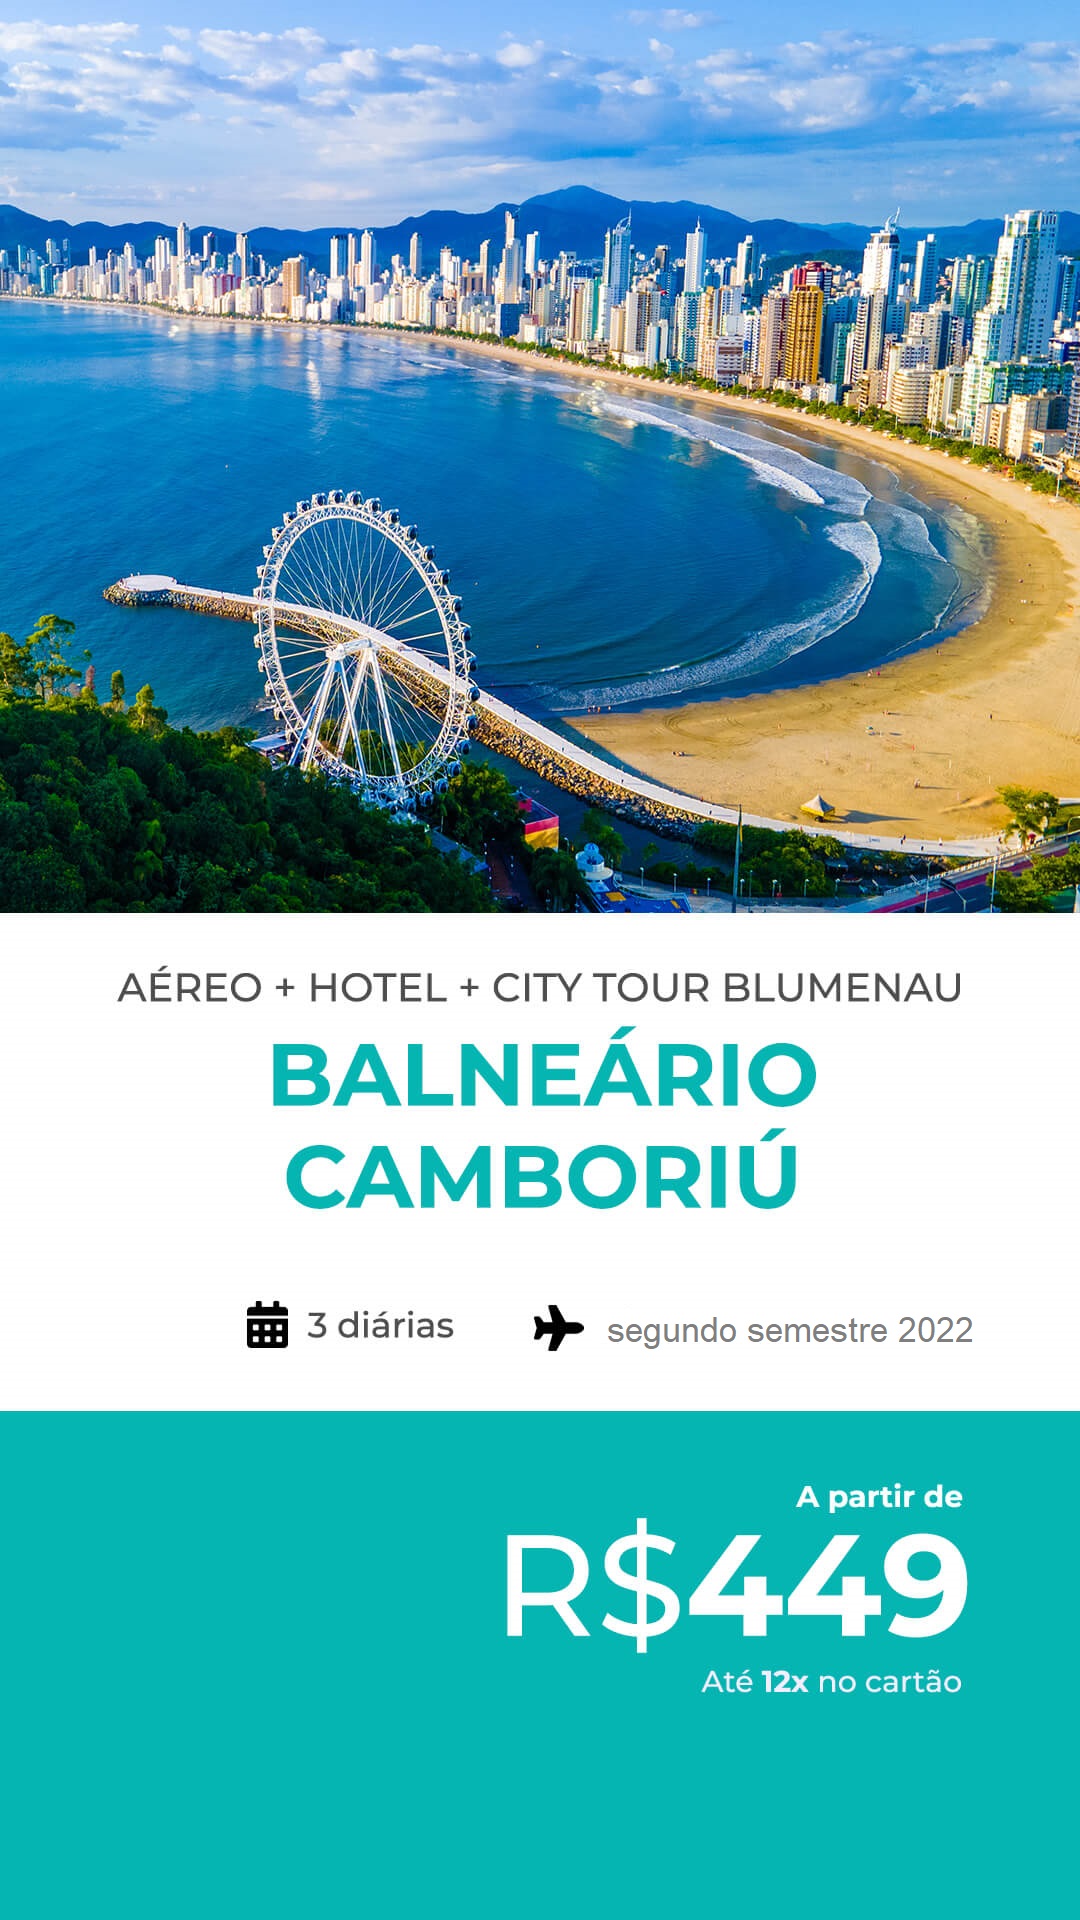 AÉREO + HOTEL + CITY TOUR BLUMENAU
BALNEÁRIO
CAMBORIÚ
3 diárias
segundo semestre 2022
A partir de
R$449
Até 12x no cartão